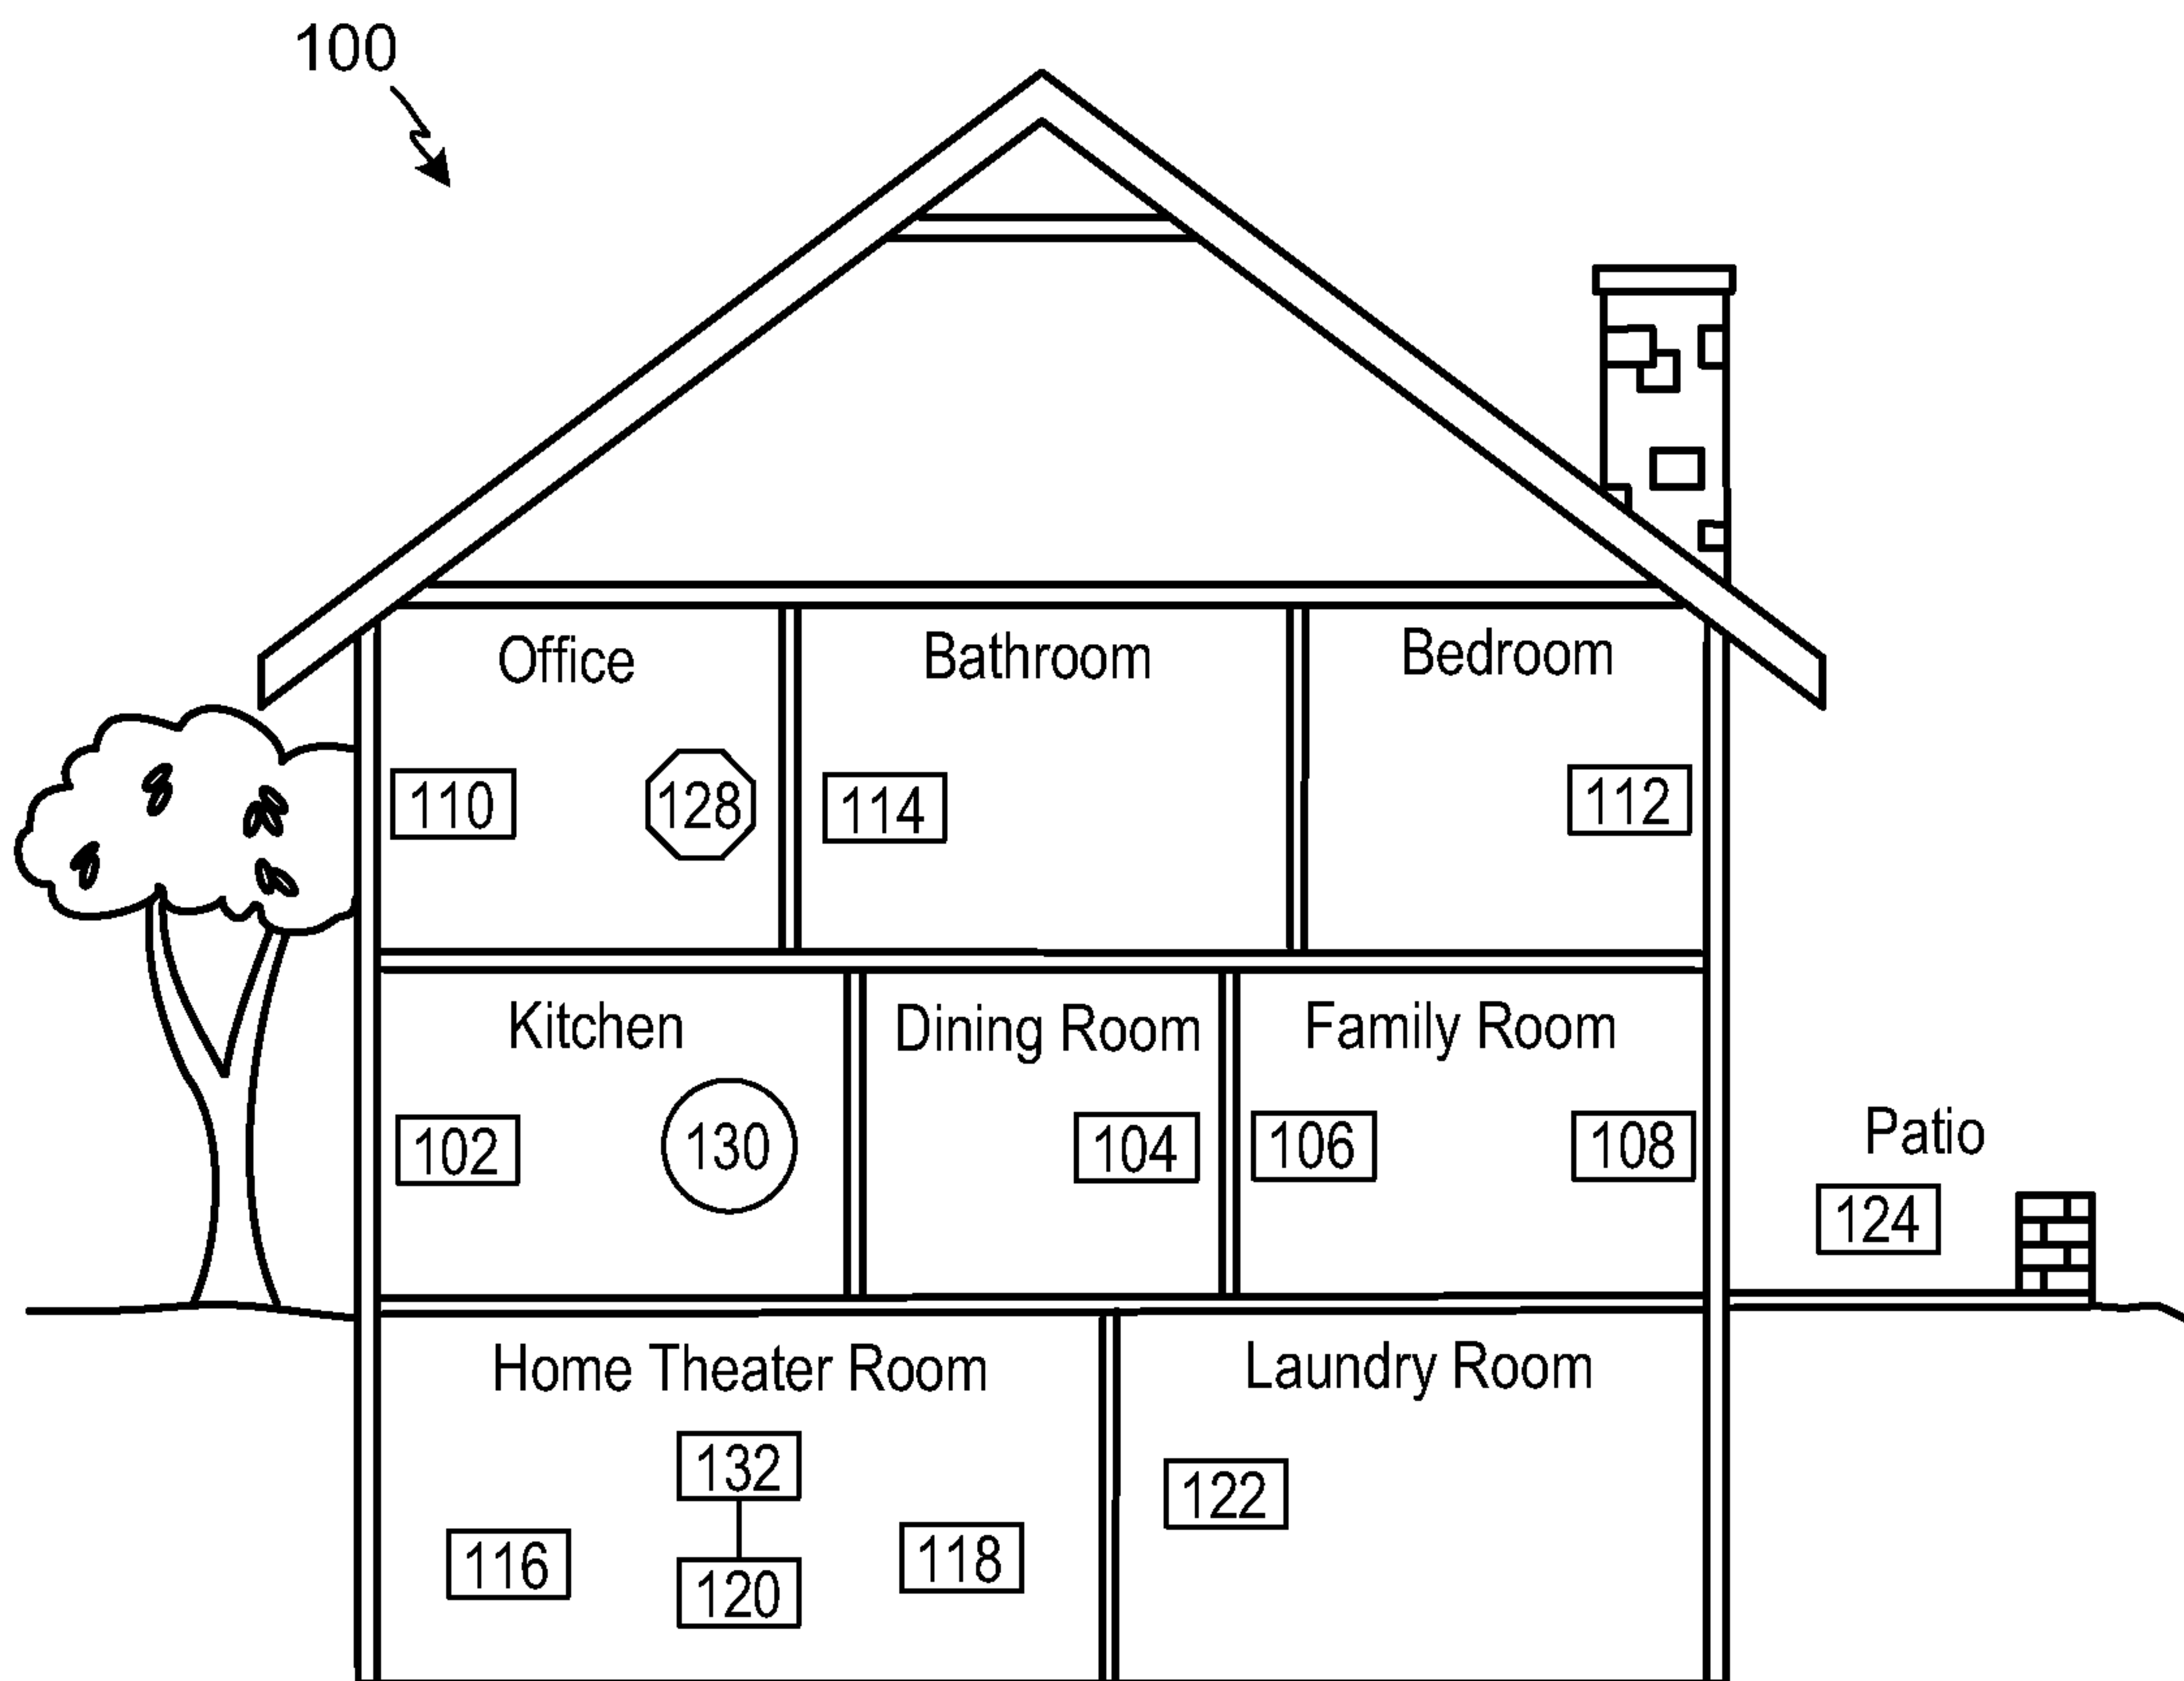 100
Office
Bathroom
Bedroom
110
128
114
112
Kitchen
Dining Room
Family Room
102
130
104
106
108
Patio
124
Home Theater Room
Laundry Room
132
122
116
118
120